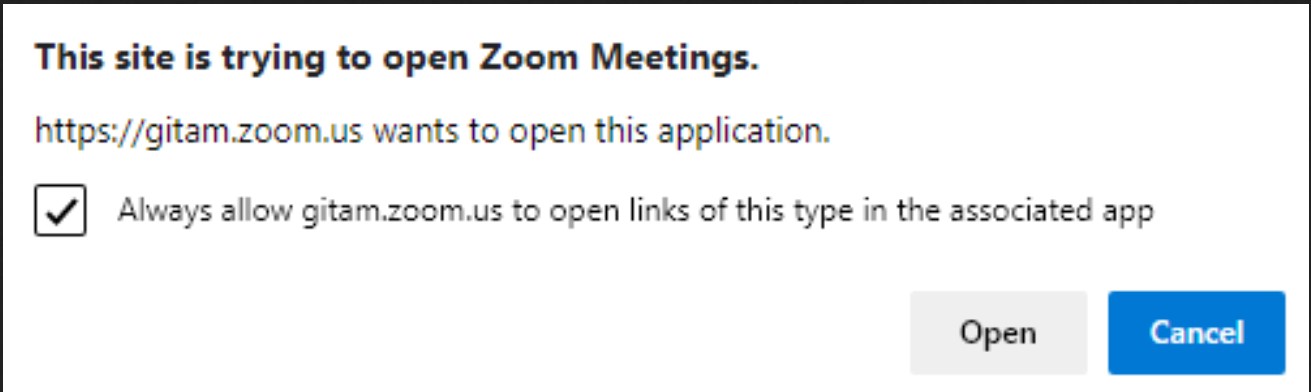 This site is trying to open Zoom Meetings.
https://gitam.zoom.us wants to open this application.
Always allow gitam.zoom.us to open links of this type in the associated app
Open
Cancel